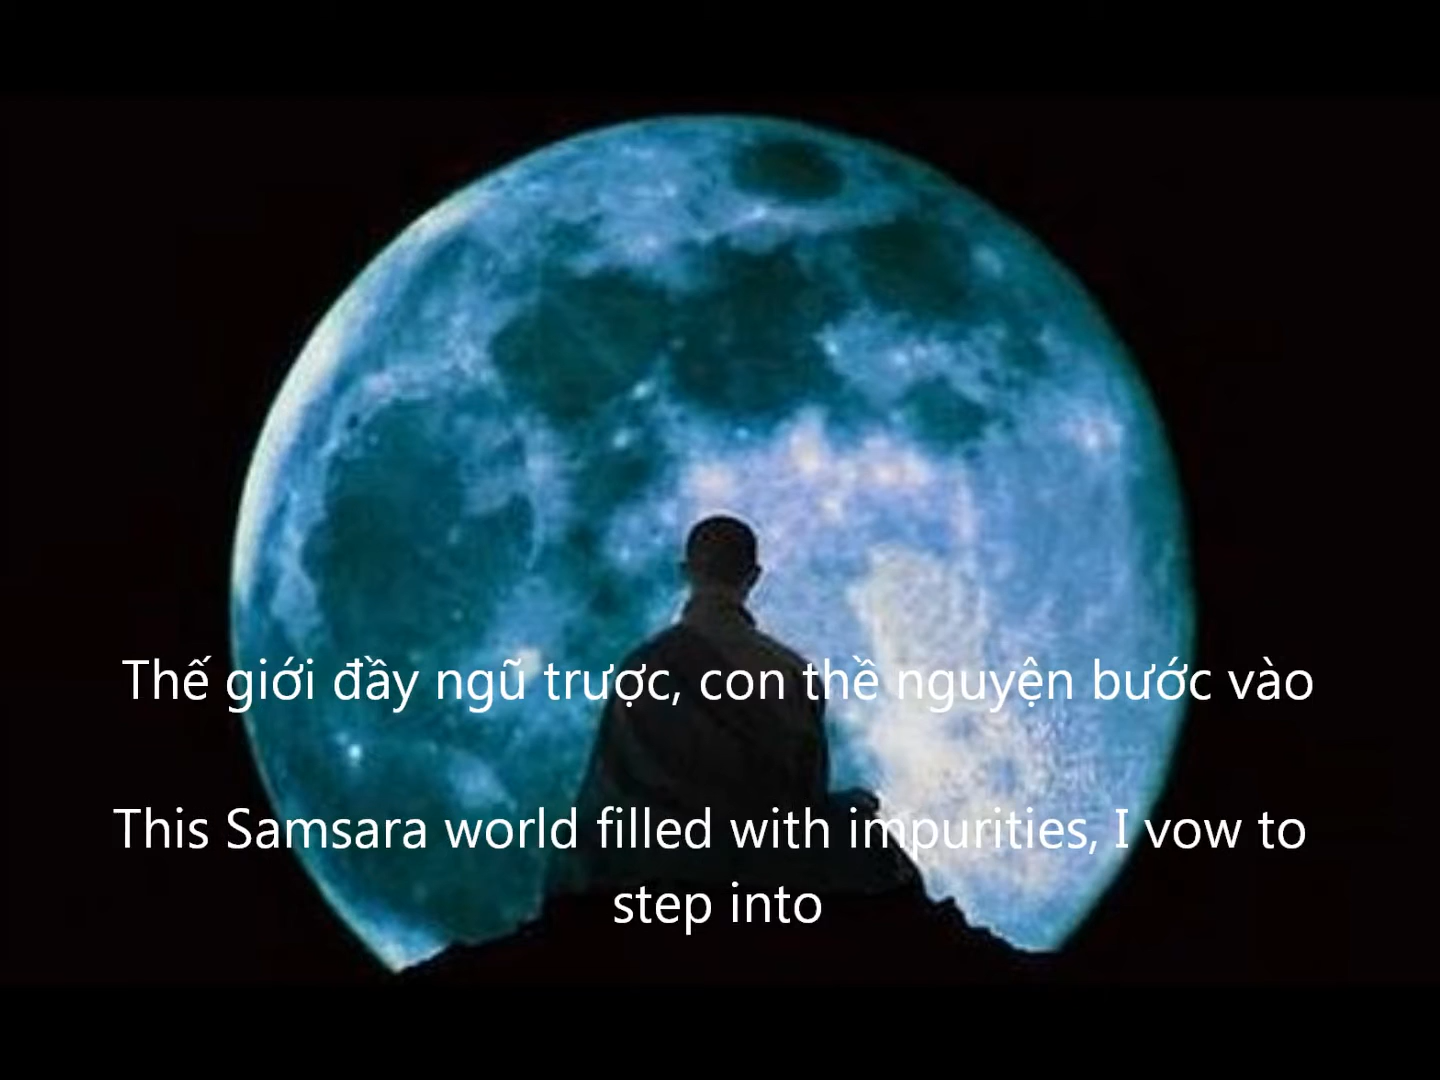 Thế giới đầy ngũ trược, con thề nguyện bước vào
This Samsara world filled with impurities, I vow to
step into